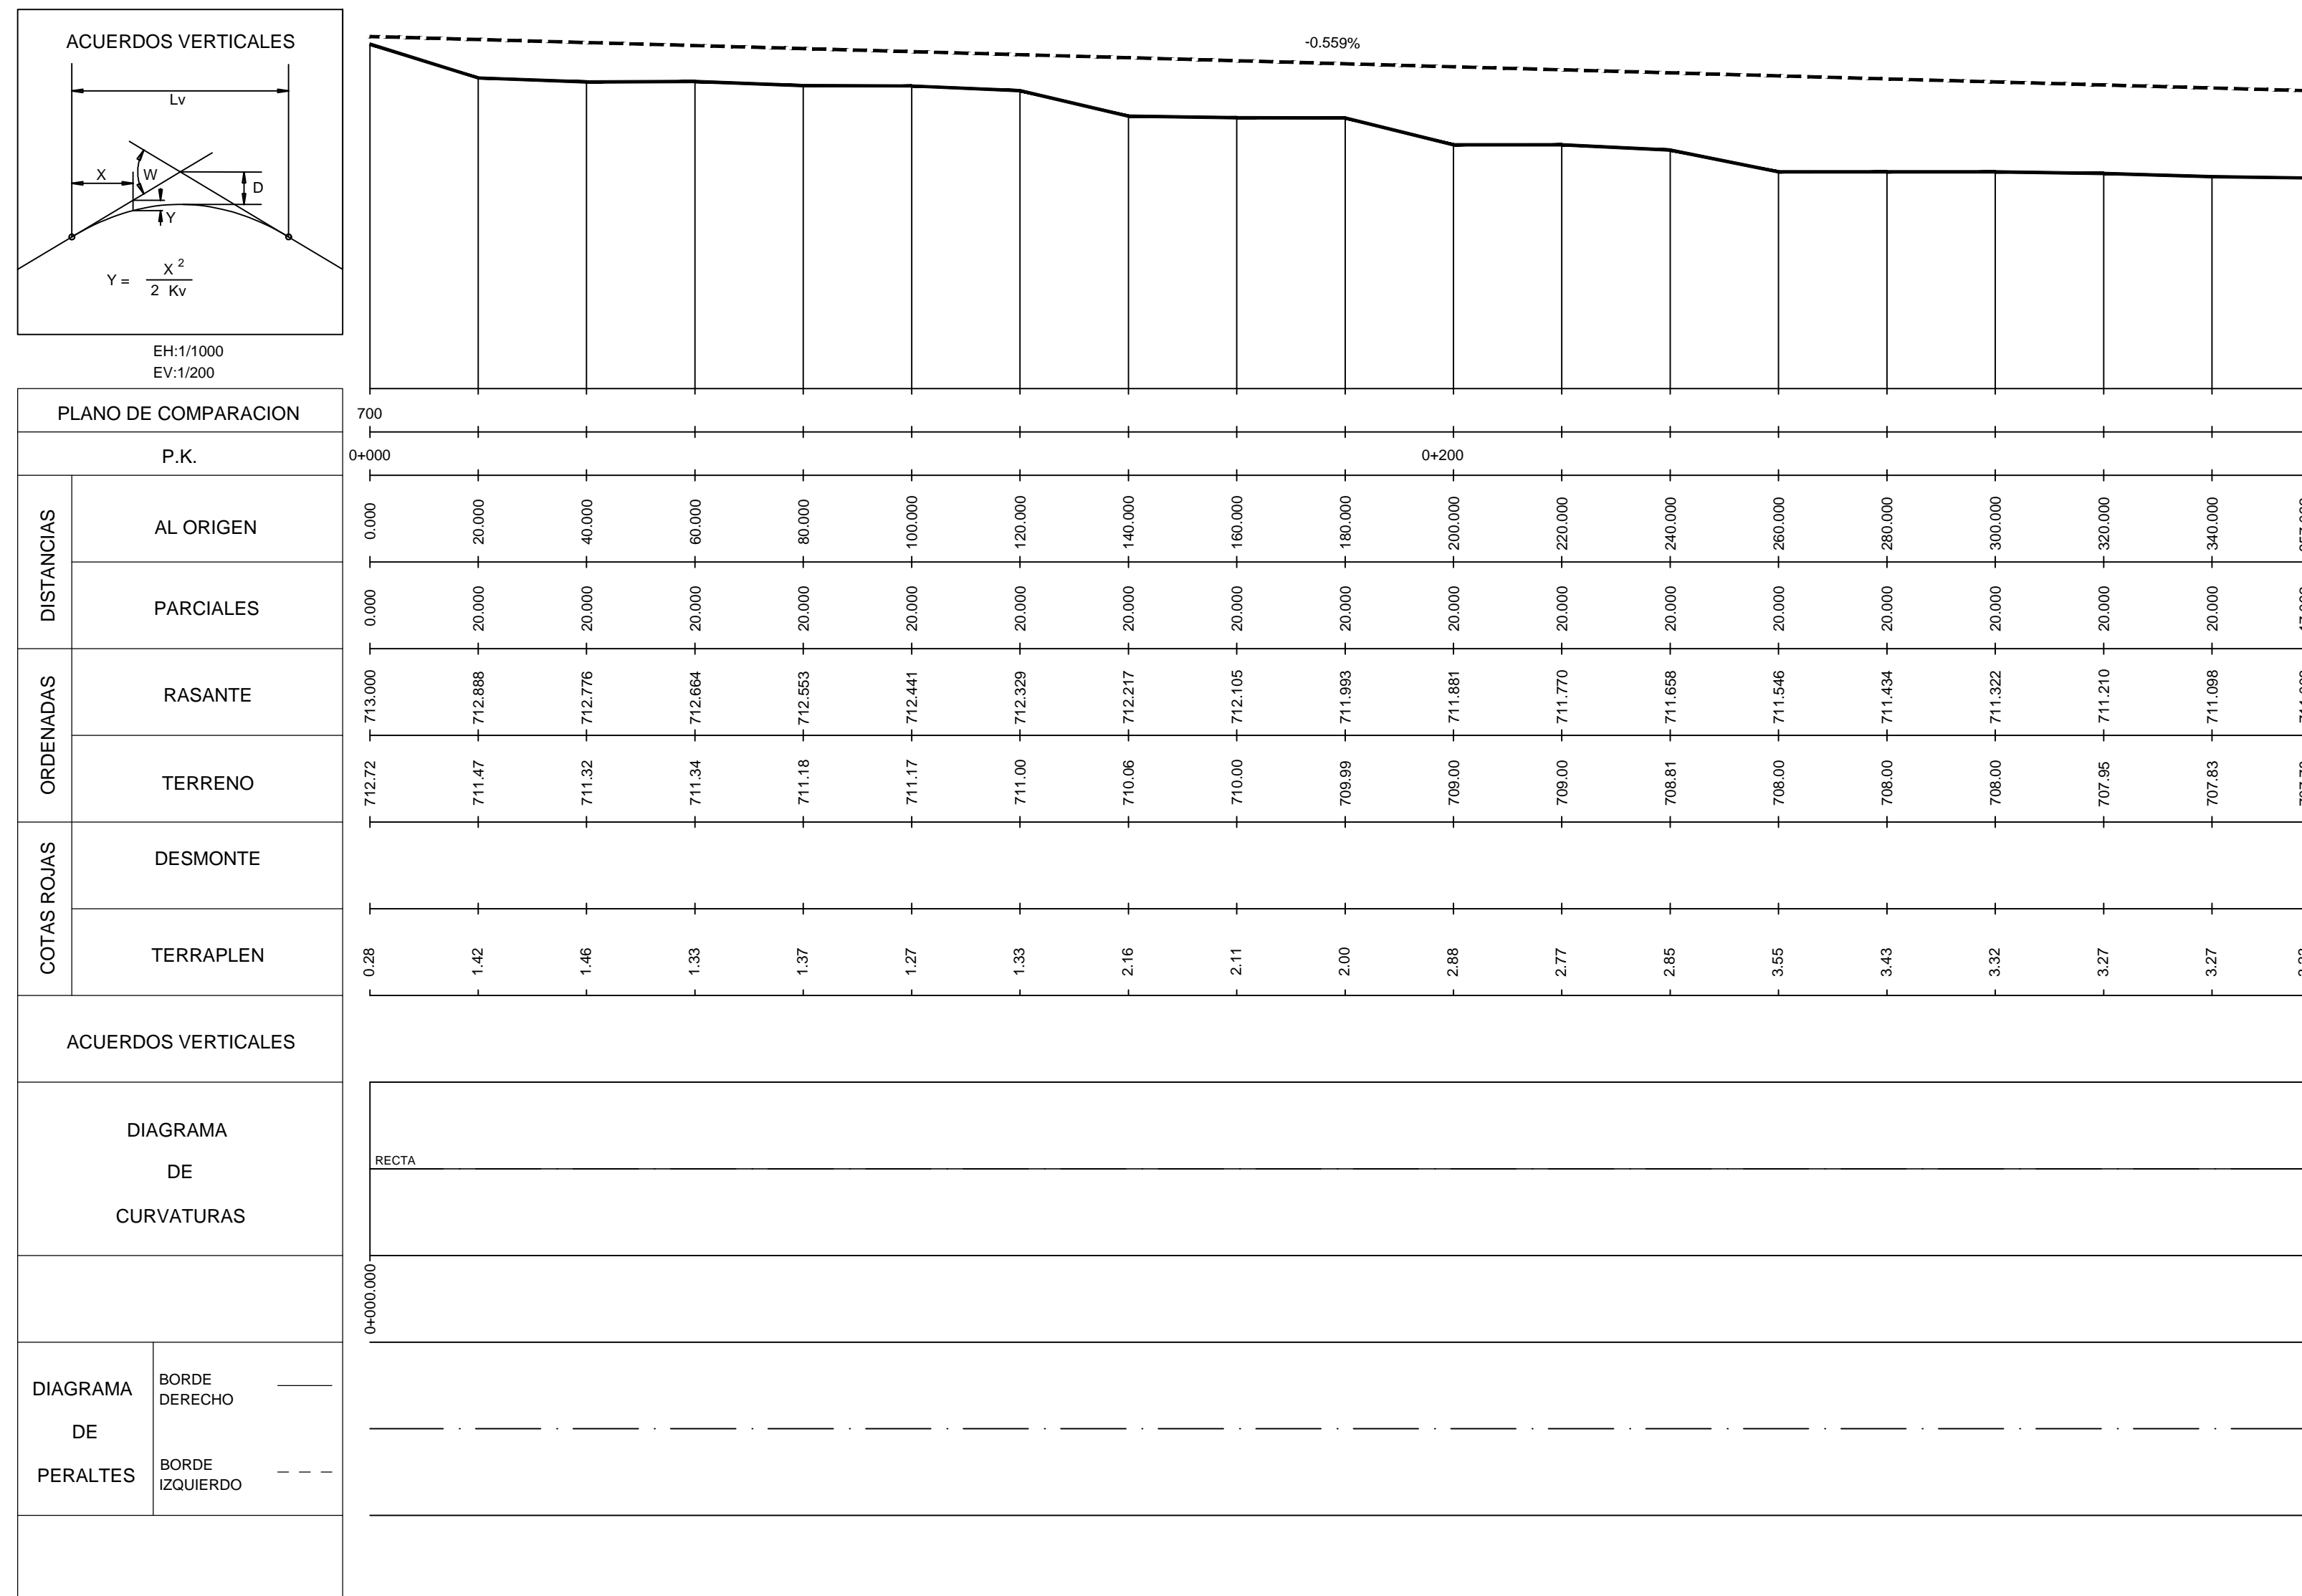 ACUERDOS VERTICALES
Lv
X
W
D
Y
Y = X 2
2 Kv
EH:1/1000
EV:1/200
-0.559%
PLANO DE COMPARACION 700
P.K. 0+000 0+200
DISTANCIAS
AL ORIGEN 0.000 20.000 40.000 60.000 80.000 100.000 120.000 140.000 160.000 180.000 200.000 220.000 240.000 260.000 280.000 300.000 320.000 340.000
PARCIALES 0.000 20.000 20.000 20.000 20.000 20.000 20.000 20.000 20.000 20.000 20.000 20.000 20.000 20.000 20.000 20.000 20.000 20.000
ORDENADAS
RASANTE 713.000 712.888 712.776 712.664 712.553 712.441 712.329 712.217 712.105 711.993 711.881 711.770 711.658 711.546 711.434 711.322 711.210 711.098
TERRENO 712.72 711.47 711.32 711.34 711.18 711.17 711.00 710.06 710.00 709.99 709.00 709.00 708.81 708.00 708.00 708.00 707.95 707.83
COTAS ROJAS
DESMONTE
TERRAPLEN 0.28 1.42 1.46 1.33 1.37 1.27 1.33 2.16 2.11 2.00 2.88 2.77 2.85 3.55 3.43 3.32 3.27 3.27
ACUERDOS VERTICALES
DIAGRAMA
DE
CURVATURAS
RECTA
0+000.000
DIAGRAMA
DE
PERALTES
BORDE
DERECHO
BORDE
IZQUIERDO